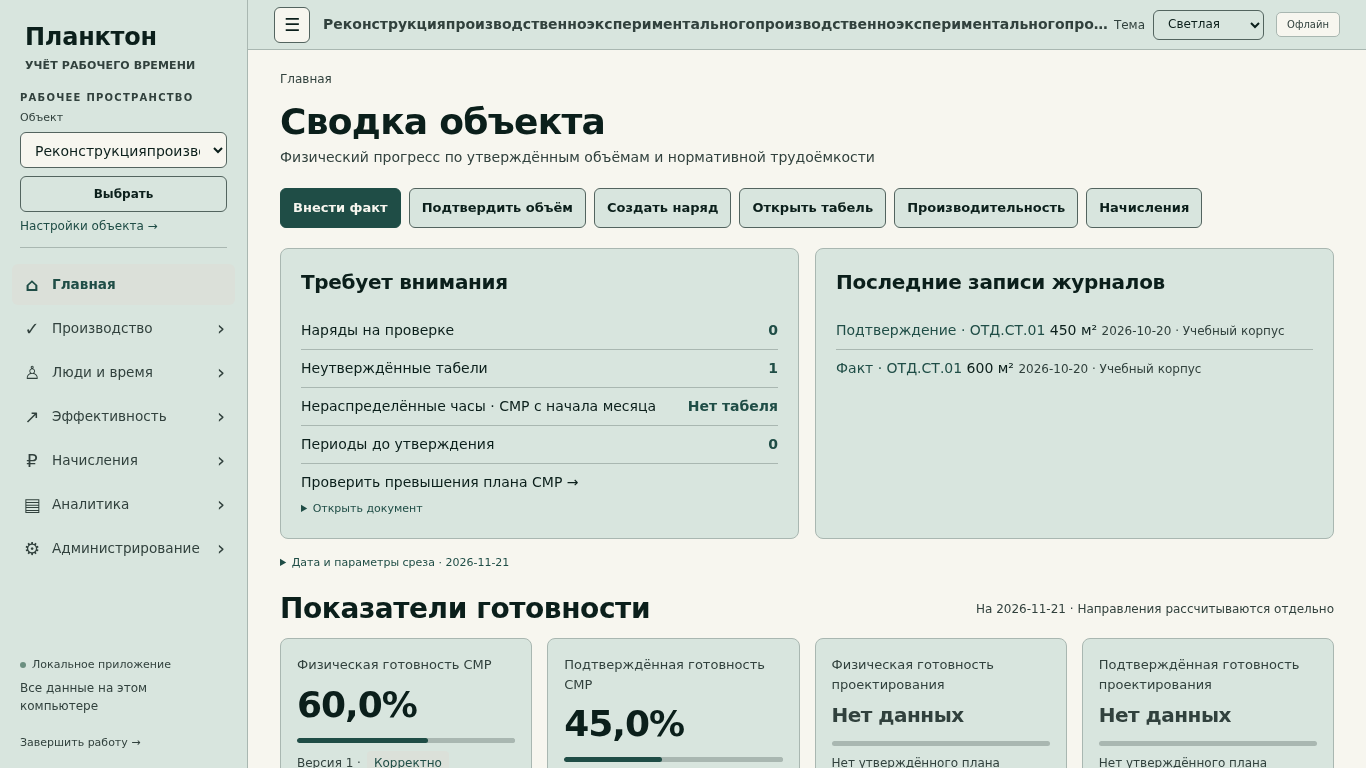 Планктон
УЧЁТ РАБОЧЕГО ВРЕМЕНИ
РАБОЧЕЕ ПРОСТРАНСТВО
Объект
Реконструкцияпроизво
Выбрать
Настройки объекта →
Главная
Производство
Люди и время
Эффективность
₽ Начисления
Аналитика
Администрирование
Локальное приложение
Все данные на этом
компьютере
Завершить работу →
Реконструкцияпроизводственноэкспериментальногопроизводственноэкспериментальногопро… Тема Светлая Офлайн
Главная
Сводка объекта
Физический прогресс по утверждённым объёмам и нормативной трудоёмкости
Внести факт Подтвердить объём Создать наряд Открыть табель Производительность Начисления
Требует внимания
Наряды на проверке 0
Неутверждённые табели 1
Нераспределённые часы · СМР с начала месяца Нет табеля
Периоды до утверждения 0
Проверить превышения плана СМР →
Открыть документ
Последние записи журналов
Подтверждение · ОТД.СТ.01 450 м² 2026-10-20 · Учебный корпус
Факт · ОТД.СТ.01 600 м² 2026-10-20 · Учебный корпус
Дата и параметры среза · 2026-11-21
Показатели готовности
На 2026-11-21 · Направления рассчитываются отдельно
Физическая готовность СМР
60,0%
Версия 1 · Корректно
Подтверждённая готовность
СМР
45,0%
Физическая готовность
проектирования
Нет данных
Нет утверждённого плана
Подтверждённая готовность
проектирования
Нет данных
Нет утверждённого плана